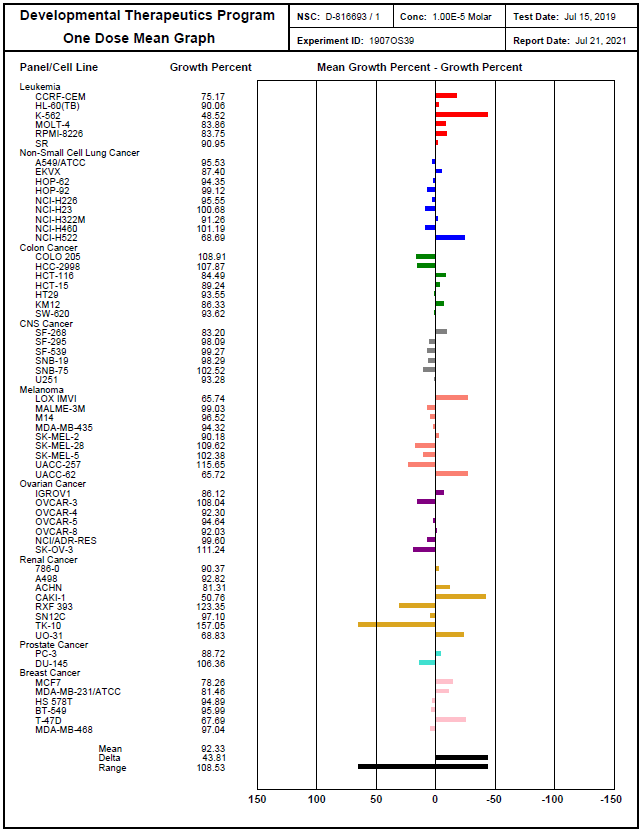 Developmental Therapeutics Program
One Dose Mean Graph
NSC: D-816693 / 1
Conc: 1.00E-5 Molar
Test Date: Jul 15, 2019
Experiment ID: 1907OS39
Report Date: Jul 21, 2021
Panel/Cell Line Growth Percent Mean Growth Percent - Growth Percent
Leukemia
CCRF-CEM 75.17
HL-60(TB) 90.06
K-562 48.52
MOLT-4 83.86
RPMI-8226 83.75
SR 90.95
Non-Small Cell Lung Cancer
A549/ATCC 95.53
EKVX 87.40
HOP-62 94.35
HOP-92 99.12
NCI-H226 95.55
NCI-H23 100.68
NCI-H322M 91.26
NCI-H460 101.19
NCI-H522 68.69
Colon Cancer
COLO 205 108.91
HCC-2998 107.87
HCT-116 84.49
HCT-15 89.24
HT29 93.55
KM12 86.33
SW-620 93.62
CNS Cancer
SF-268 83.20
SF-295 98.09
SF-539 99.27
SNB-19 98.29
SNB-75 102.52
U251 93.28
Melanoma
LOX IMVI 65.74
MALME-3M 99.03
M14 96.52
MDA-MB-435 94.32
SK-MEL-2 90.18
SK-MEL-28 109.62
SK-MEL-5 102.38
UACC-257 115.65
UACC-62 65.72
Ovarian Cancer
IGROV1 86.12
OVCAR-3 108.04
OVCAR-4 92.30
OVCAR-5 94.64
OVCAR-8 92.03
NCI/ADR-RES 99.60
SK-OV-3 111.24
Renal Cancer
786-0 90.37
A498 92.82
ACHN 81.31
CAKI-1 50.76
RXF 393 123.35
SN12C 97.10
TK-10 157.05
UO-31 68.83
Prostate Cancer
PC-3 88.72
DU-145 106.36
Breast Cancer
MCF7 78.26
MDA-MB-231/ATCC 81.46
HS 578T 94.89
BT-549 95.99
T-47D 67.69
MDA-MB-468 97.04
Mean 92.33
Delta 43.81
Range 108.53
150 100 50 0 -50 -100 -150